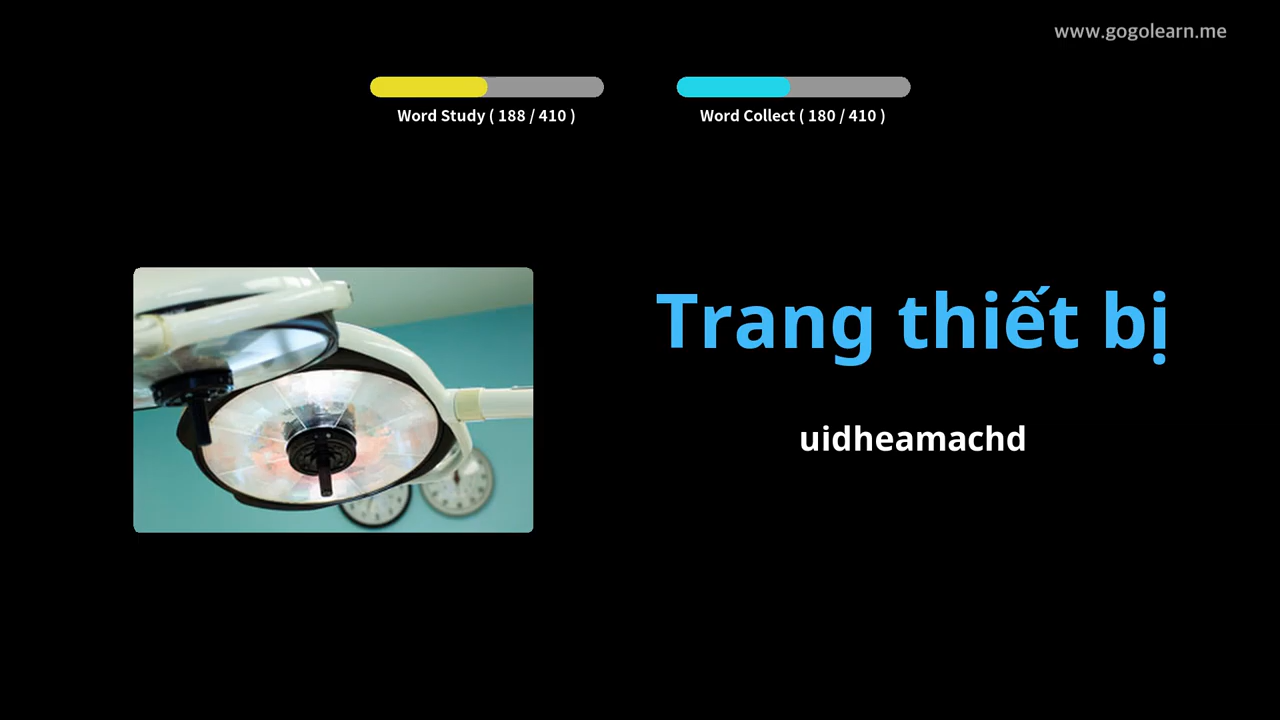 www.gogolearn.me
Word Study ( 188 / 410 )
Word Collect ( 180 / 410 )
Trang thiết bị
uidheamachd